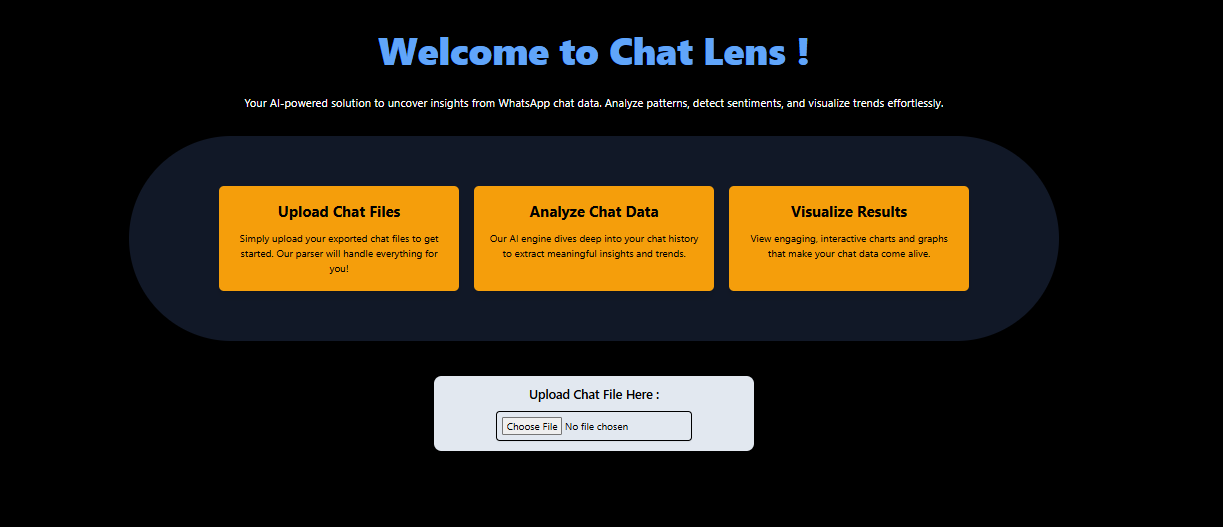 Welcome to Chat Lens !
Your AI-powered solution to uncover insights from WhatsApp chat data. Analyze patterns, detect sentiments, and visualize trends effortlessly.
Upload Chat Files
Simply upload your exported chat files to get
started. Our parser will handle everything for
you!
Analyze Chat Data
Our AI engine dives deep into your chat history
to extract meaningful insights and trends.
Visualize Results
View engaging, interactive charts and graphs
that make your chat data come alive.
Upload Chat File Here :
Choose File No file chosen